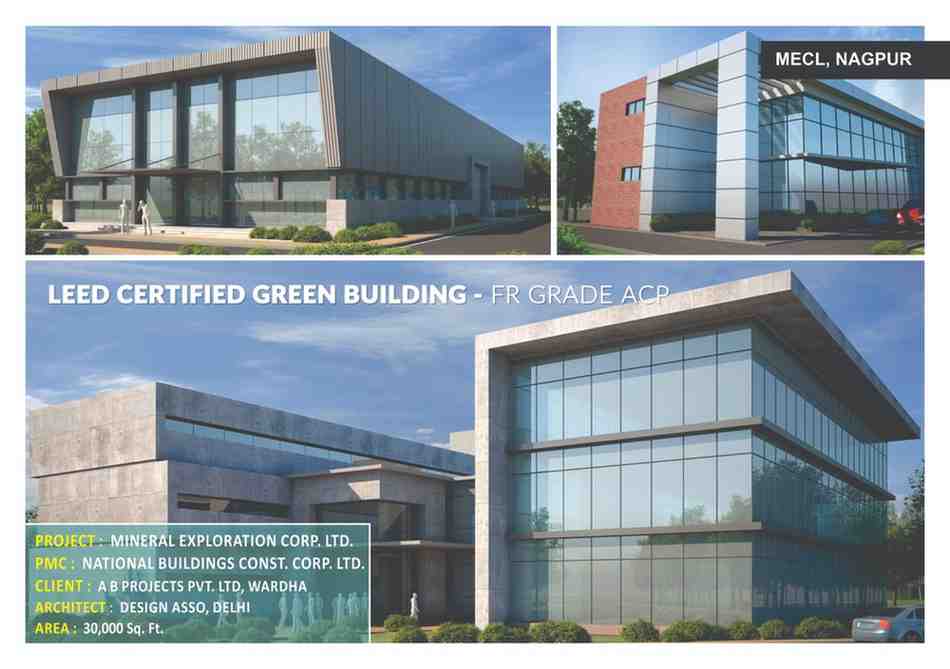 MECL, NAGPUR
LEED CERTIFIED GREEN BUILDING - FR GRADE ACP
PROJECT : MINERAL EXPLORATION CORP. LTD.
PMC : NATIONAL BUILDINGS CONST. CORP. LTD.
CLIENT : A B PROJECTS PVT. LTD, WARDHA
ARCHITECT : DESIGN ASSO, DELHI
AREA : 30,000 Sq. Ft.